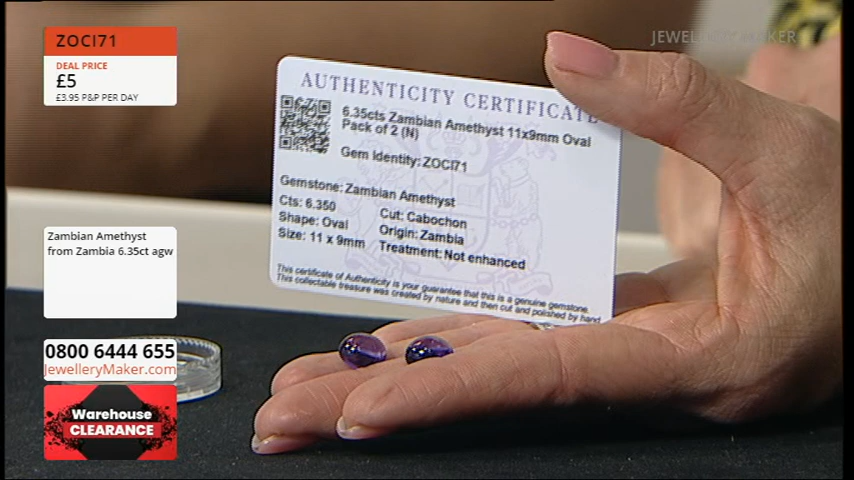 ZOCI71
DEAL PRICE
£5
£3.95 P&P PER DAY
JEWELLERY MAKER
AUTHENTICITY CERTIFICATE
6.35cts Zambian Amethyst 11x9mm Oval
Pack of 2 (N)
Gem Identity: ZOCI71
Gemstone: Zambian Amethyst
Cts: 6.350
Cut: Cabochon
Shape: Oval
Origin: Zambia
Size: 11 x 9mm
Treatment: Not enhanced
This certificate of Authenticity is your guarantee that this is a genuine gemstone.
This collectable treasure was created by nature and then cut and polished by hand
Zambian Amethyst
from Zambia 6.35ct agw
0800 6444 655
JewelleryMaker.com
Warehouse
CLEARANCE